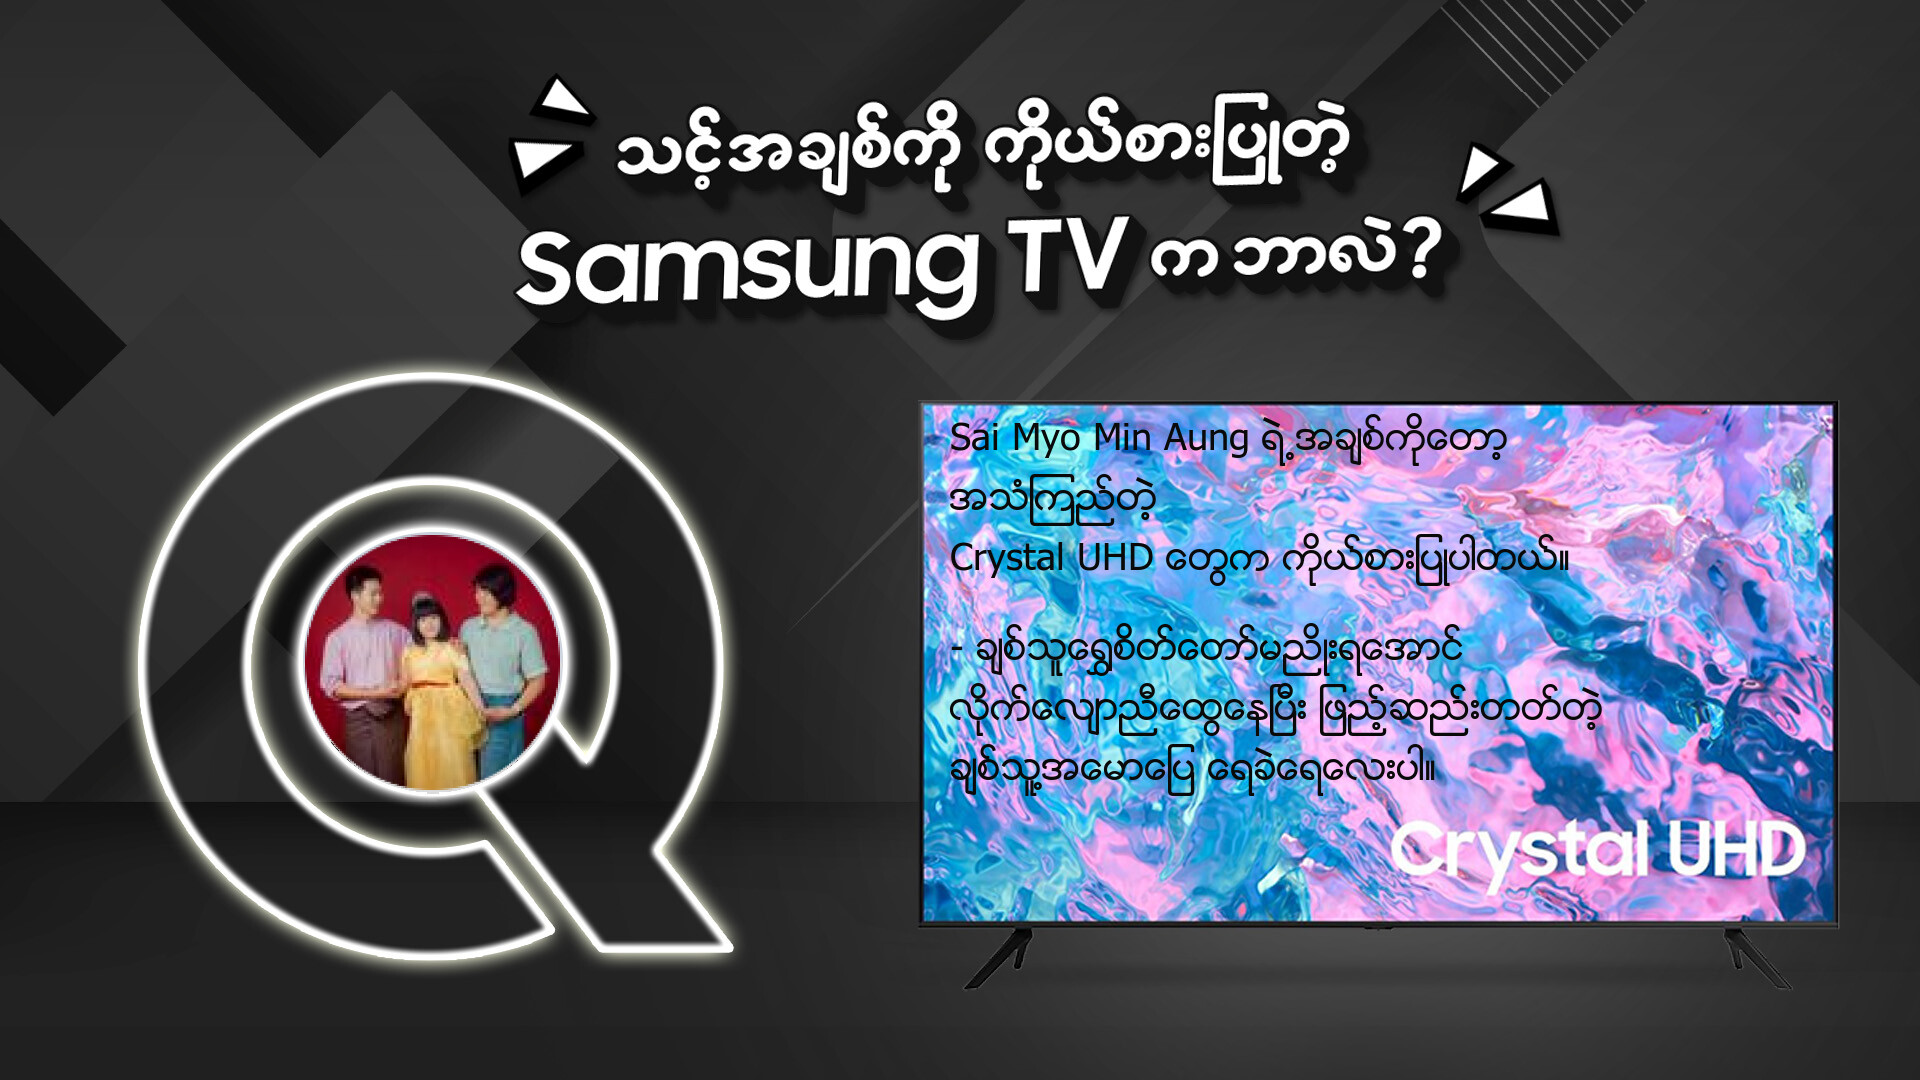 သင့်အချစ်ကို ကိုယ်စားပြုတဲ့
Samsung TV က ဘာလဲ?
Sai Myo Min Aung ရဲ့အချစ်ကိုတော့
အသံကြည်တဲ့
Crystal UHD တွေက ကိုယ်စားပြုပါတယ်။
- ချစ်သူရွှေစိတ်တော်မညိုးရအောင်
လိုက်လျောညီထွေနေပြီး ဖြည့်ဆည်းတတ်တဲ့
ချစ်သူ့အမောပြေ ရေခဲရေလေးပါ။
Crystal UHD